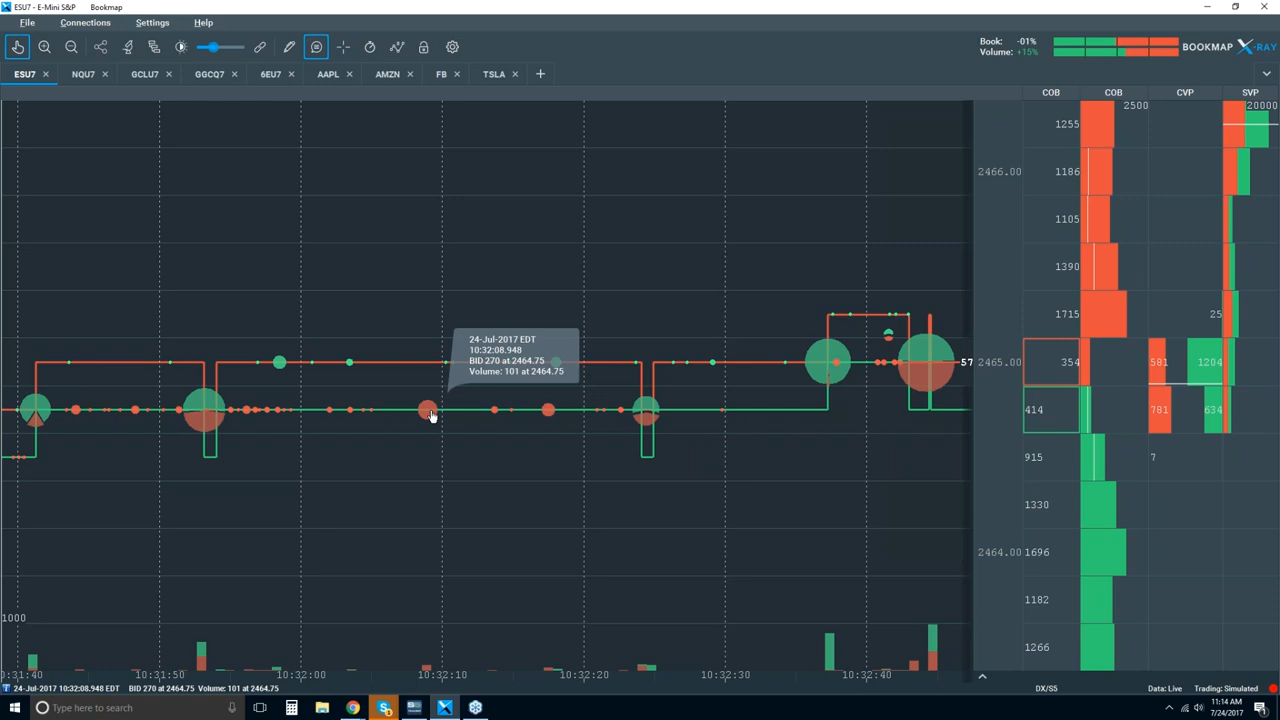 ESU7 - E-Mini S&P Bookmap
File Connections Settings Help
Book: -01%
Volume: +15%
BOOKMAP X-RAY
ESU7 NQU7 GCLU7 GGCQ7 6EU7 AAPL AMZN FB TSLA
COB COB CVP SVP
2500 20000
1255
2466.00 1186
1105
1390
1715 25
24-Jul-2017 EDT
10:32:08.948
BID 270 at 2464.75
Volume: 101 at 2464.75
57 2465.00 354 581 1204
414 781 634
915 7
1330
2464.00 1696
1182
1000
1266
0:31:40 10:31:50 10:32:00 10:32:10 10:32:20 10:32:30 10:32:40
24-Jul-2017 10:32:08.948 EDT BID 270 at 2464.75 Volume: 101 at 2464.75 DX/S5 Data: Live Trading: Simulated
Type here to search
11:14 AM
7/24/2017